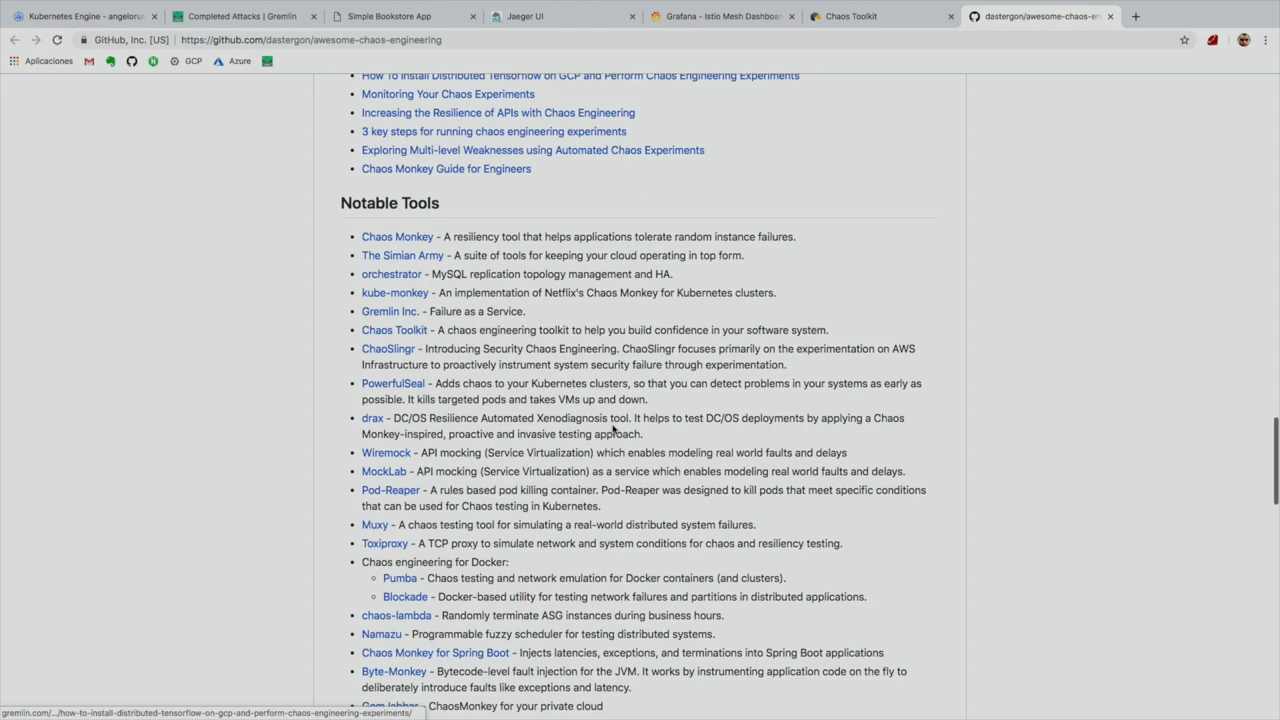 Kubernetes Engine - angelorus
Completed Attacks | Gremlin
Simple Bookstore App
Jaeger UI
Grafana - Istio Mesh Dashboa
Chaos Toolkit
dastergon/awesome-chaos-en
GitHub, Inc. [US]
https://github.com/dastergon/awesome-chaos-engineering
Aplicaciones
GCP
Azure
How To Install Distributed Tensorflow on GCP and Perform Chaos Engineering Experiments
Monitoring Your Chaos Experiments
Increasing the Resilience of APIs with Chaos Engineering
3 key steps for running chaos engineering experiments
Exploring Multi-level Weaknesses using Automated Chaos Experiments
Chaos Monkey Guide for Engineers
Notable Tools
Chaos Monkey - A resiliency tool that helps applications tolerate random instance failures.
The Simian Army - A suite of tools for keeping your cloud operating in top form.
orchestrator - MySQL replication topology management and HA.
kube-monkey - An implementation of Netflix's Chaos Monkey for Kubernetes clusters.
Gremlin Inc. - Failure as a Service.
Chaos Toolkit - A chaos engineering toolkit to help you build confidence in your software system.
ChaoSlingr - Introducing Security Chaos Engineering. ChaoSlingr focuses primarily on the experimentation on AWS
Infrastructure to proactively instrument system security failure through experimentation.
PowerfulSeal - Adds chaos to your Kubernetes clusters, so that you can detect problems in your systems as early as
possible. It kills targeted pods and takes VMs up and down.
drax - DC/OS Resilience Automated Xenodiagnosis tool. It helps to test DC/OS deployments by applying a Chaos
Monkey-inspired, proactive and invasive testing approach.
Wiremock - API mocking (Service Virtualization) which enables modeling real world faults and delays
MockLab - API mocking (Service Virtualization) as a service which enables modeling real world faults and delays.
Pod-Reaper - A rules based pod killing container. Pod-Reaper was designed to kill pods that meet specific conditions
that can be used for Chaos testing in Kubernetes.
Muxy - A chaos testing tool for simulating a real-world distributed system failures.
Toxiproxy - A TCP proxy to simulate network and system conditions for chaos and resiliency testing.
Chaos engineering for Docker:
Pumba - Chaos testing and network emulation for Docker containers (and clusters).
Blockade - Docker-based utility for testing network failures and partitions in distributed applications.
chaos-lambda - Randomly terminate ASG instances during business hours.
Namazu - Programmable fuzzy scheduler for testing distributed systems.
Chaos Monkey for Spring Boot - Injects latencies, exceptions, and terminations into Spring Boot applications
Byte-Monkey - Bytecode-level fault injection for the JVM. It works by instrumenting application code on the fly to
deliberately introduce faults like exceptions and latency.
GomJabbar - ChaosMonkey for your private cloud
gremlin.com/.../how-to-install-distributed-tensorflow-on-gcp-and-perform-chaos-engineering-experiments/